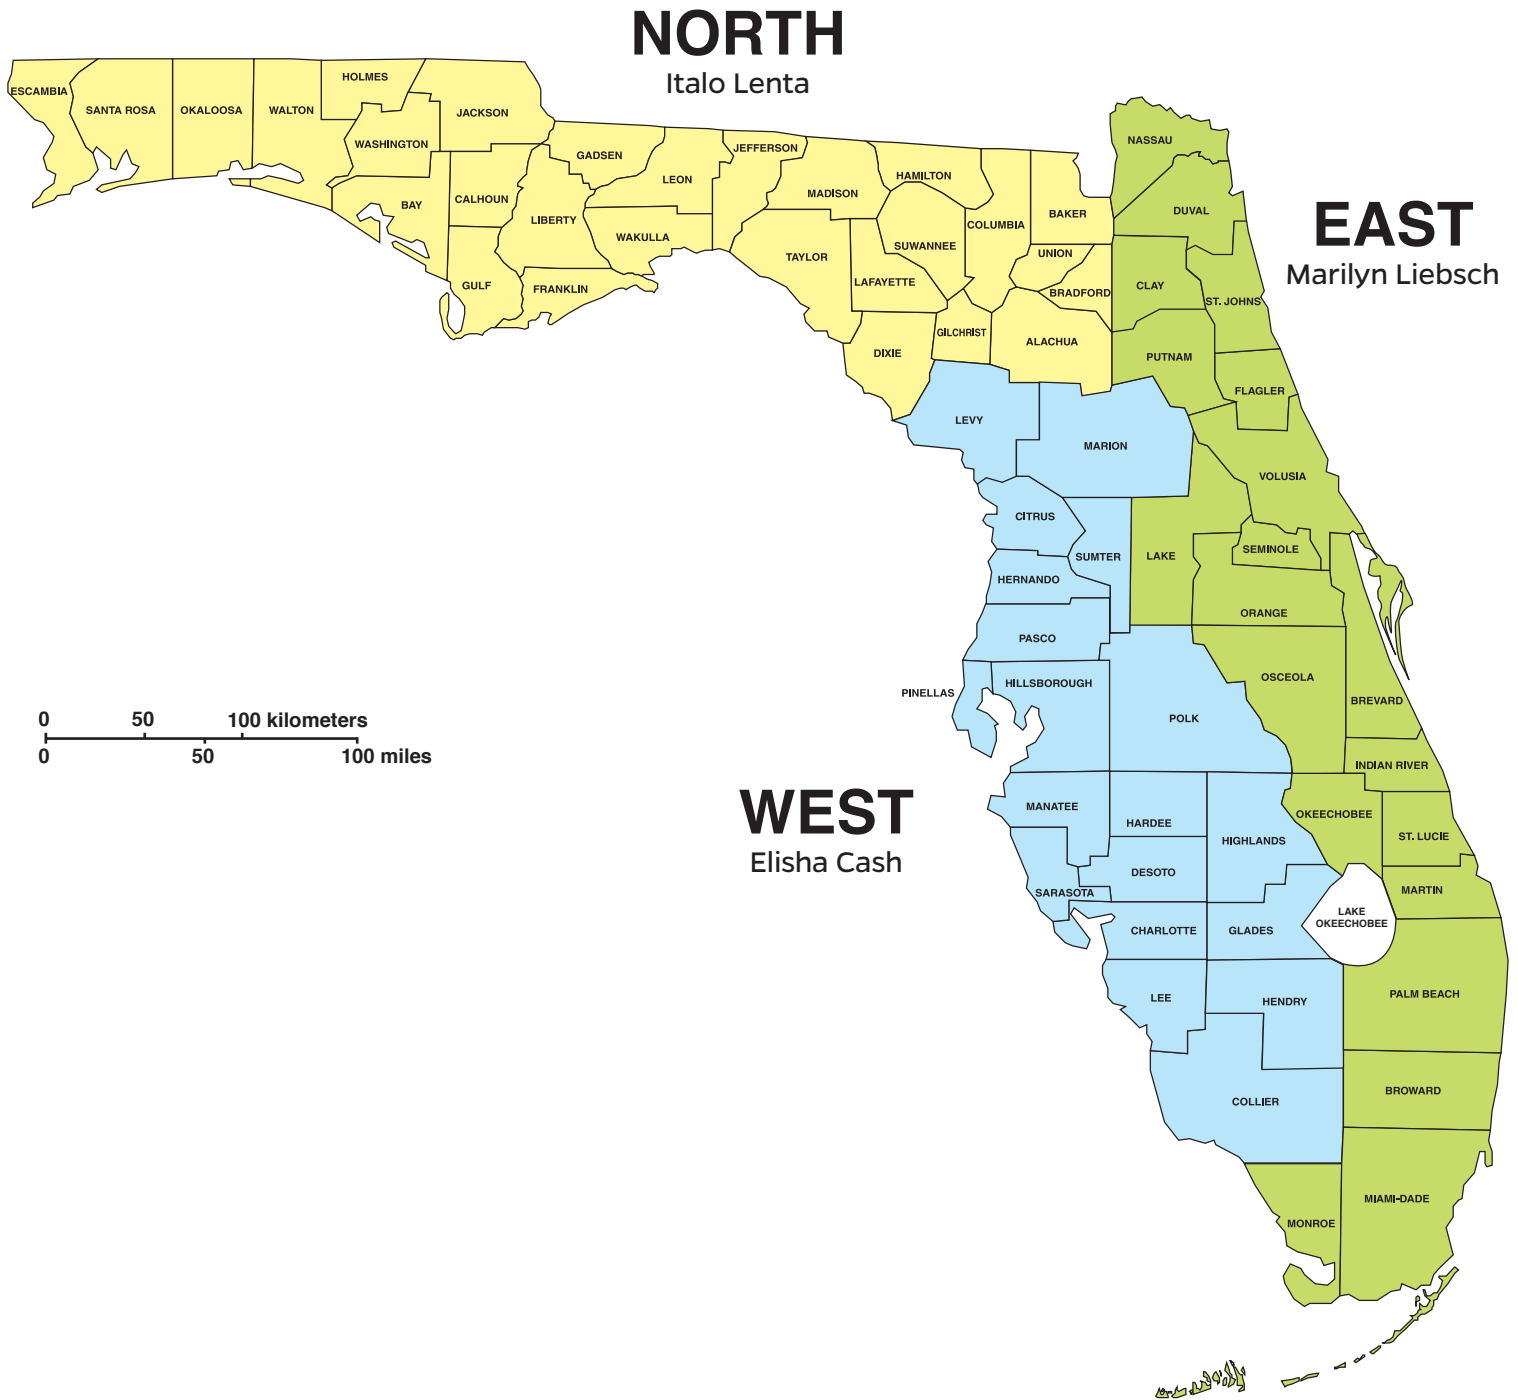 NORTH
Italo Lenta
ESCAMBIA
SANTA ROSA
OKALOOSA
WALTON
HOLMES
WASHINGTON
JACKSON
BAY
CALHOUN
GULF
GADSEN
LIBERTY
FRANKLIN
LEON
WAKULLA
JEFFERSON
MADISON
TAYLOR
HAMILTON
SUWANNEE
LAFAYETTE
DIXIE
COLUMBIA
GILCHRIST
BAKER
UNION
BRADFORD
ALACHUA
EAST
Marilyn Liebsch
NASSAU
DUVAL
CLAY
ST. JOHNS
PUTNAM
FLAGLER
VOLUSIA
LAKE
SEMINOLE
ORANGE
OSCEOLA
BREVARD
INDIAN RIVER
OKEECHOBEE
ST. LUCIE
MARTIN
LAKE
OKEECHOBEE
PALM BEACH
BROWARD
MIAMI-DADE
MONROE
WEST
Elisha Cash
LEVY
MARION
CITRUS
SUMTER
HERNANDO
PASCO
PINELLAS
HILLSBOROUGH
POLK
MANATEE
HARDEE
HIGHLANDS
SARASOTA
DESOTO
CHARLOTTE
GLADES
LEE
HENDRY
COLLIER
0 50 100 kilometers
0 50 100 miles